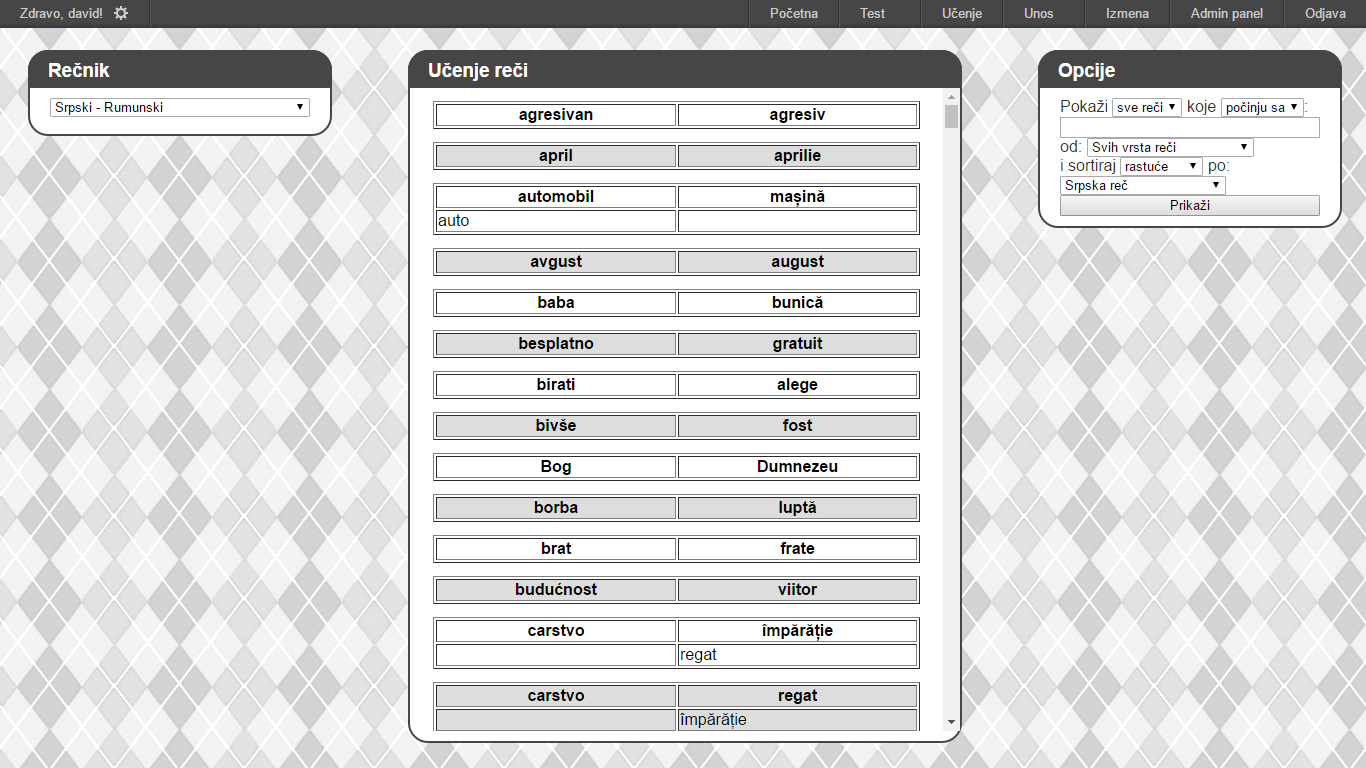 Zdravo, david! Početna Test Učenje Unos Izmena Admin panel Odjava
Rečnik
Srpski - Rumunski
Učenje reči
agresivan agresiv
april aprilie
automobil mașină
auto
avgust august
baba bunică
besplatno gratuit
birati alege
bivše fost
Bog Dumnezeu
borba luptă
brat frate
budućnost viitor
carstvo împărăție
regat
carstvo regat
împărăție
Opcije
Pokaži sve reči koje počinju sa :
od: Svih vrsta reči
i sortiraj rastuće po:
Srpska reč
Prikaži